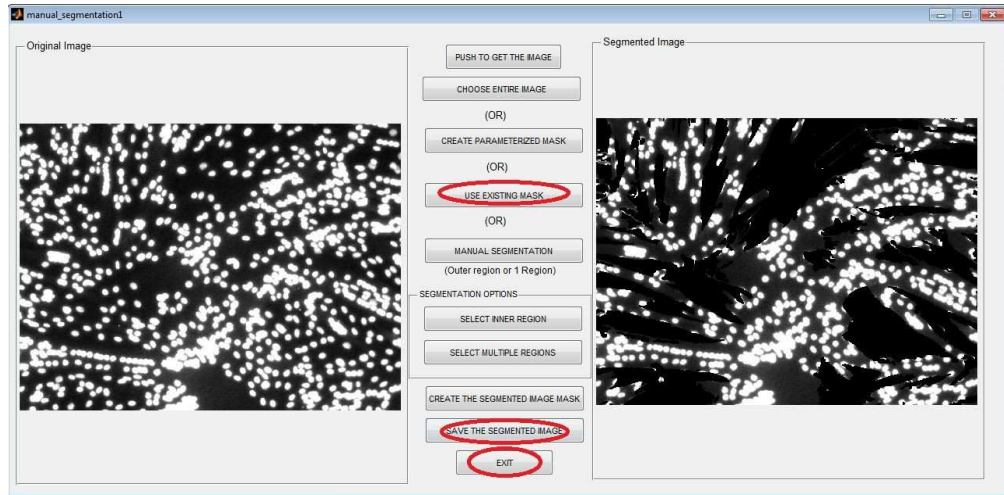 manual_segmentation1
Original Image
PUSH TO GET THE IMAGE
CHOOSE ENTIRE IMAGE
(OR)
CREATE PARAMETERIZED MASK
(OR)
USE EXISTING MASK
(OR)
MANUAL SEGMENTATION
(Outer region or 1 Region)
SEGMENTATION OPTIONS
SELECT INNER REGION
SELECT MULTIPLE REGIONS
CREATE THE SEGMENTED IMAGE MASK
SAVE THE SEGMENTED IMAGE
EXIT
Segmented Image